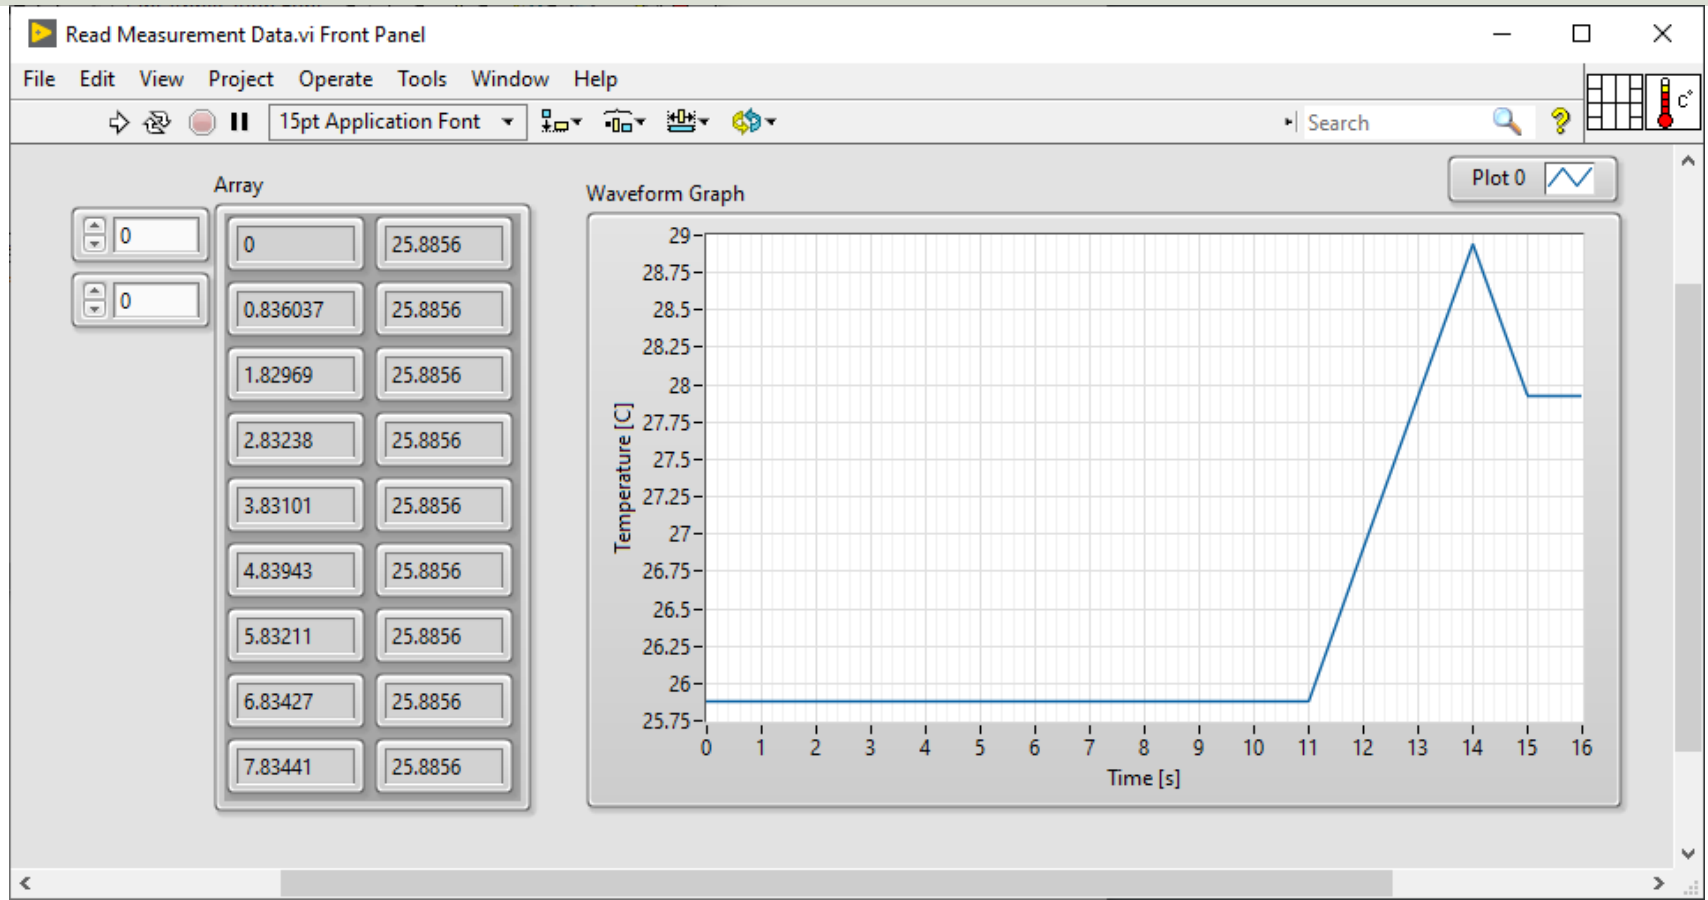 Read Measurement Data.vi Front Panel
File Edit View Project Operate Tools Window Help
15pt Application Font
Search
?
c°
Array
0
0
0 25.8856
0.836037 25.8856
1.82969 25.8856
2.83238 25.8856
3.83101 25.8856
4.83943 25.8856
5.83211 25.8856
6.83427 25.8856
7.83441 25.8856
Waveform Graph
Plot 0
Temperature [C]
29
28.75
28.5
28.25
28
27.75
27.5
27.25
27
26.75
26.5
26.25
26
25.75
0 1 2 3 4 5 6 7 8 9 10 11 12 13 14 15 16
Time [s]